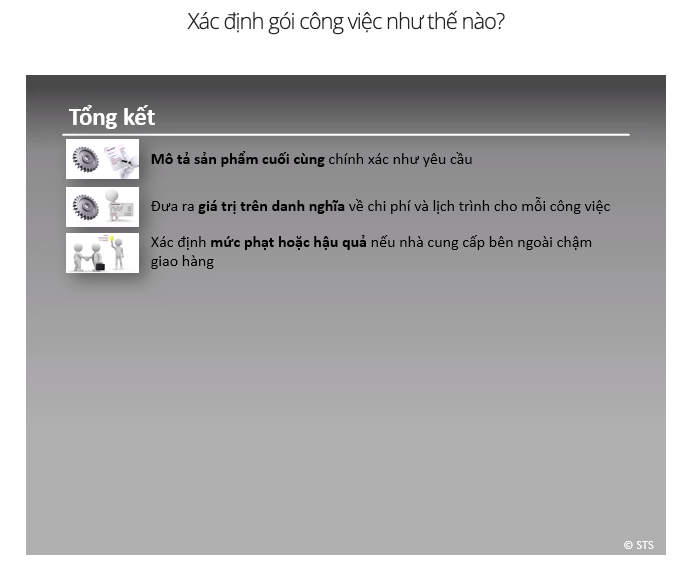 Xác định gói công việc như thế nào?
Tổng kết
Mô tả sản phẩm cuối cùng chính xác như yêu cầu
Đưa ra giá trị trên danh nghĩa về chi phí và lịch trình cho mỗi công việc
Xác định mức phạt hoặc hậu quả nếu nhà cung cấp bên ngoài chậm
giao hàng
© STS